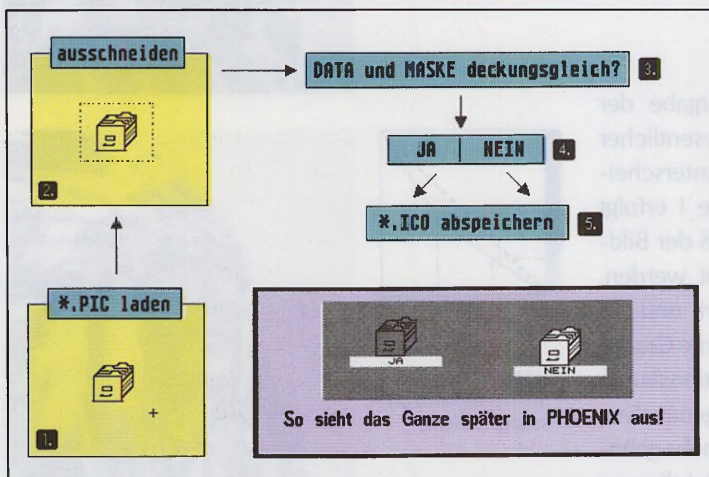 *.PIC laden
1.
ausschneiden
2.
DATA und MASKE deckungsgleich? 3.
JA | NEIN 4.
*.ICO abspeichern 5.
JA
NEIN
So sieht das Ganze später in PHOENIX aus!